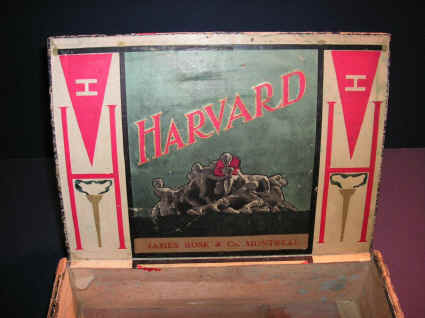 H
HARVARD
H
JAMES ROSE & Co. MONTREAL